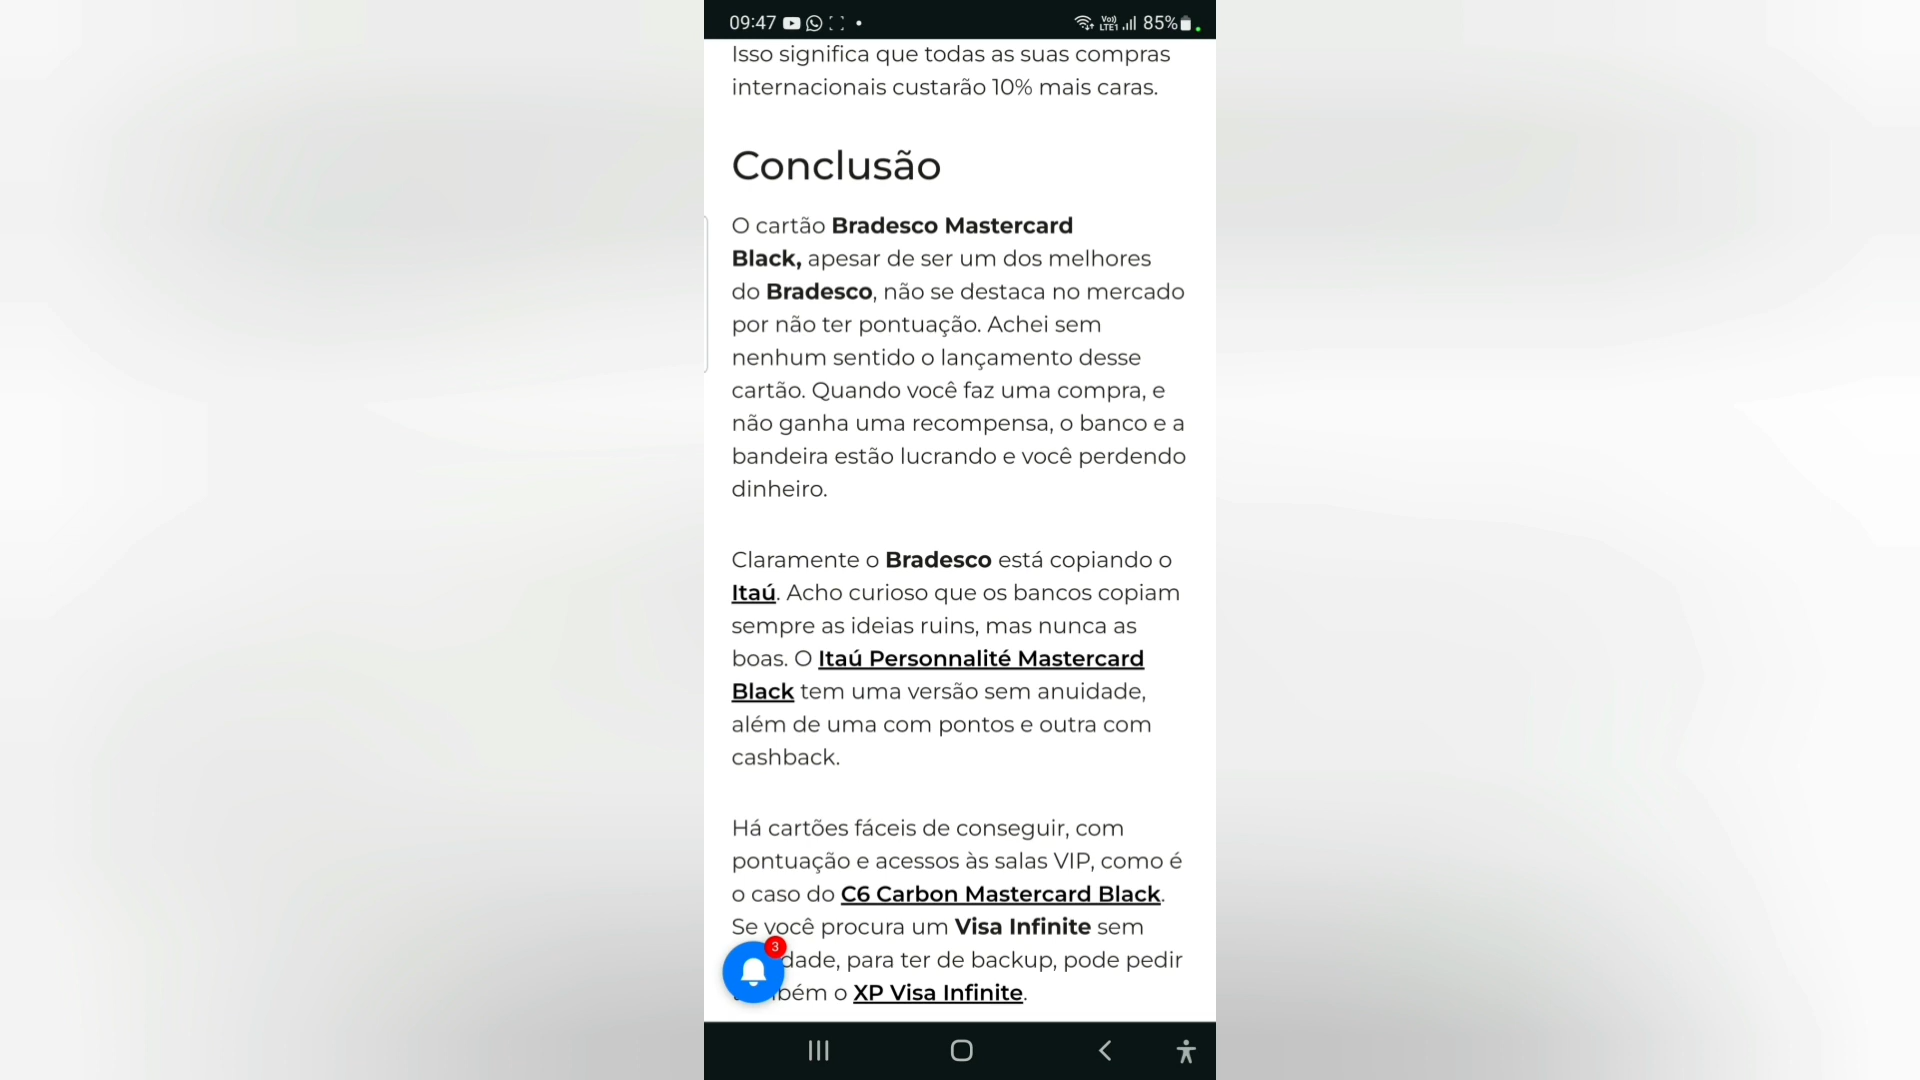 09:47
Vo)) LTE1 85%
Isso significa que todas as suas compras
internacionais custarão 10% mais caras.
Conclusão
O cartão Bradesco Mastercard
Black, apesar de ser um dos melhores
do Bradesco, não se destaca no mercado
por não ter pontuação. Achei sem
nenhum sentido o lançamento desse
cartão. Quando você faz uma compra, e
não ganha uma recompensa, o banco e a
bandeira estão lucrando e você perdendo
dinheiro.
Claramente o Bradesco está copiando o
Itaú. Acho curioso que os bancos copiam
sempre as ideias ruins, mas nunca as
boas. O Itaú Personnalité Mastercard
Black tem uma versão sem anuidade,
além de uma com pontos e outra com
cashback.
Há cartões fáceis de conseguir, com
pontuação e acessos às salas VIP, como é
o caso do C6 Carbon Mastercard Black.
Se você procura um Visa Infinite sem
dade, para ter de backup, pode pedir
bém o XP Visa Infinite.
3